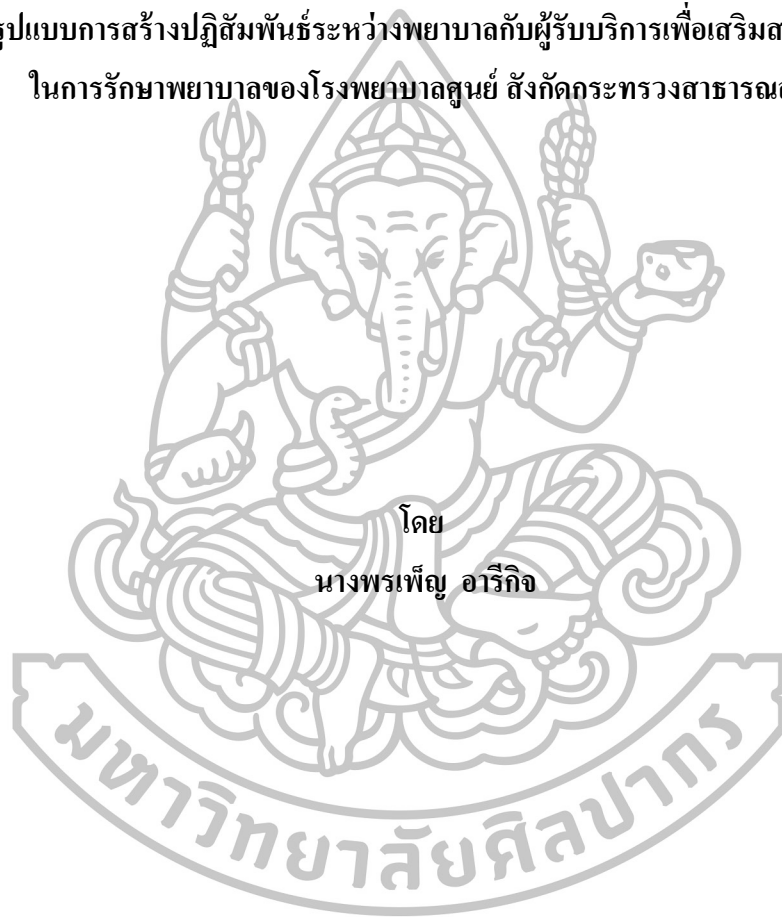 รูปแบบการสร้างปฏิสัมพันธ์ระหว่างพยาบาลกับผู้รับบริการเพื่อเสริมส
ในการรักษาพยาบาลของโรงพยาบาลศูนย์ สังกัดกระทรวงสาธารณส
โดย
นางพรเพ็ญ อารีกิจ
มหาวิทยาลัยศิลปากร